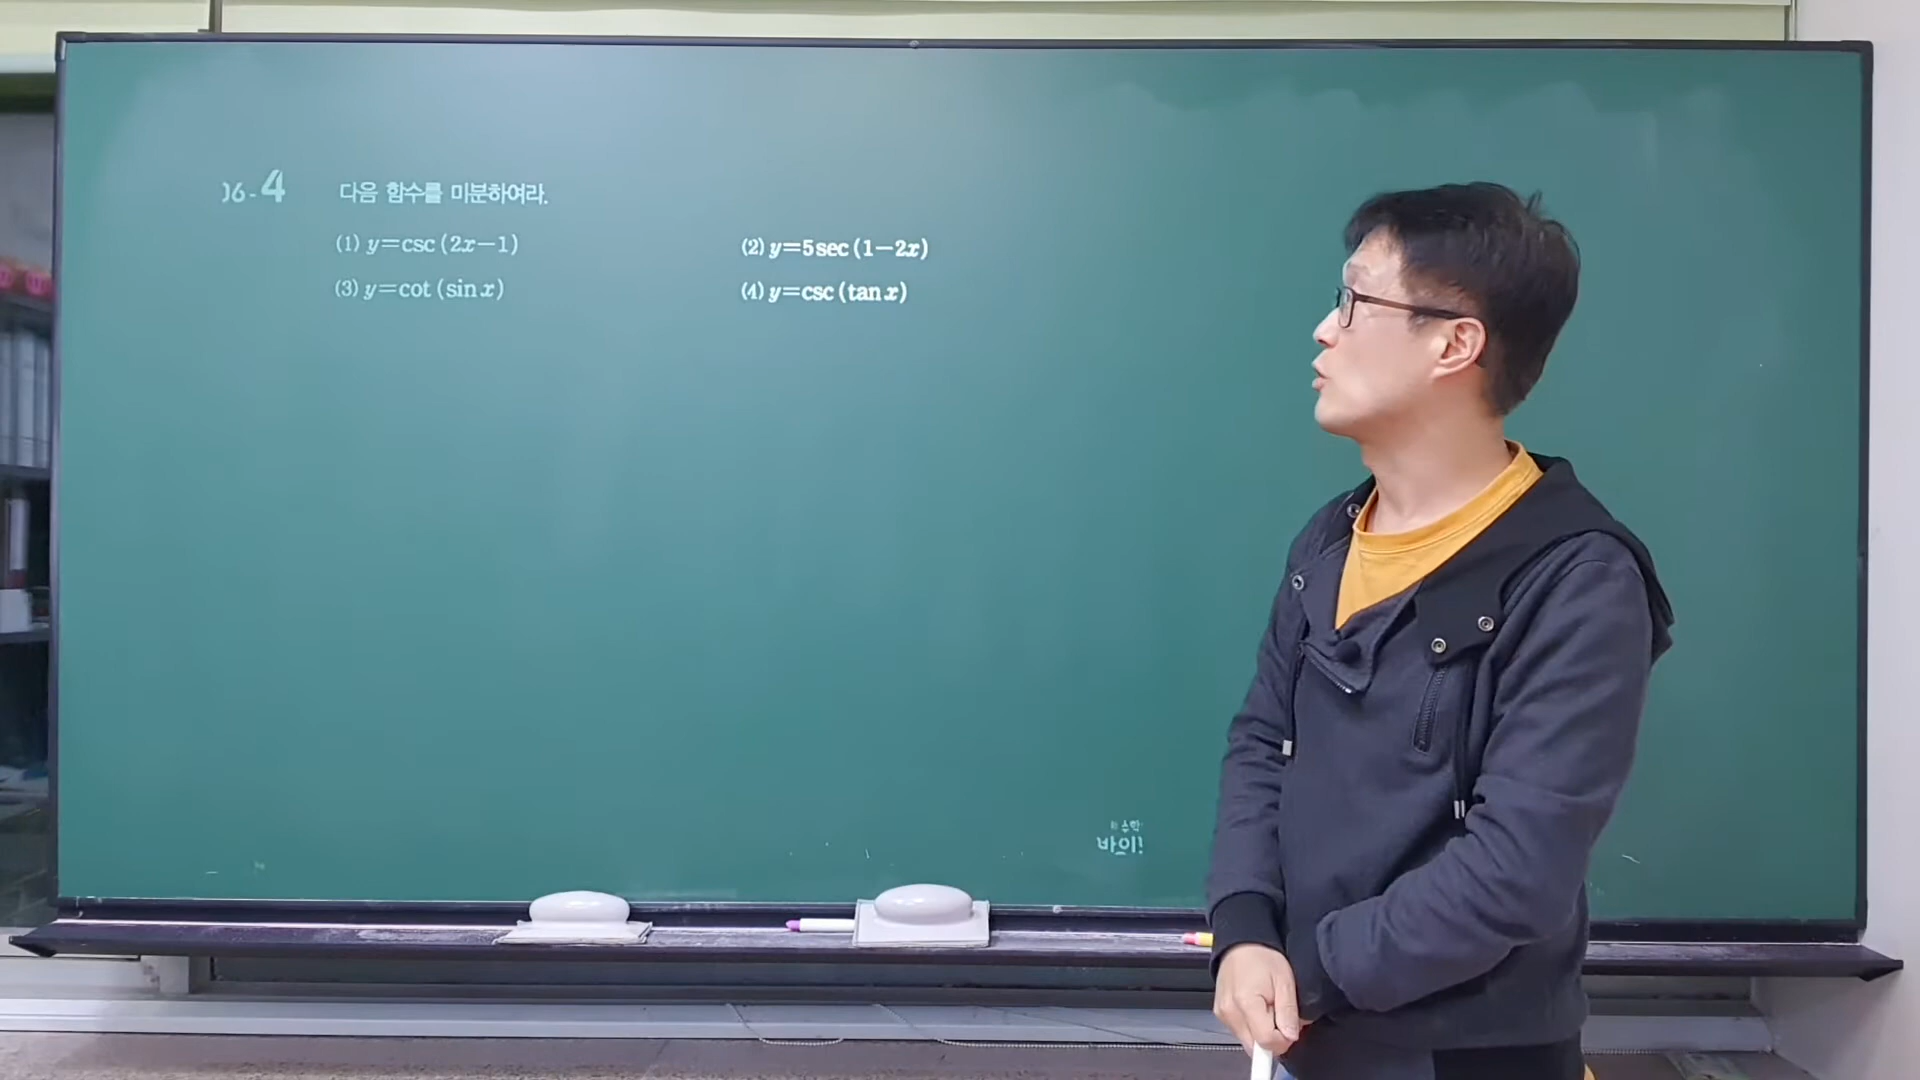 06-4 다음 함수를 미분하여라.
(1) y=csc(2x-1) (2) y=5sec(1-2x)
(3) y=cot(sin x) (4) y=csc(tan x)
수학
바이!